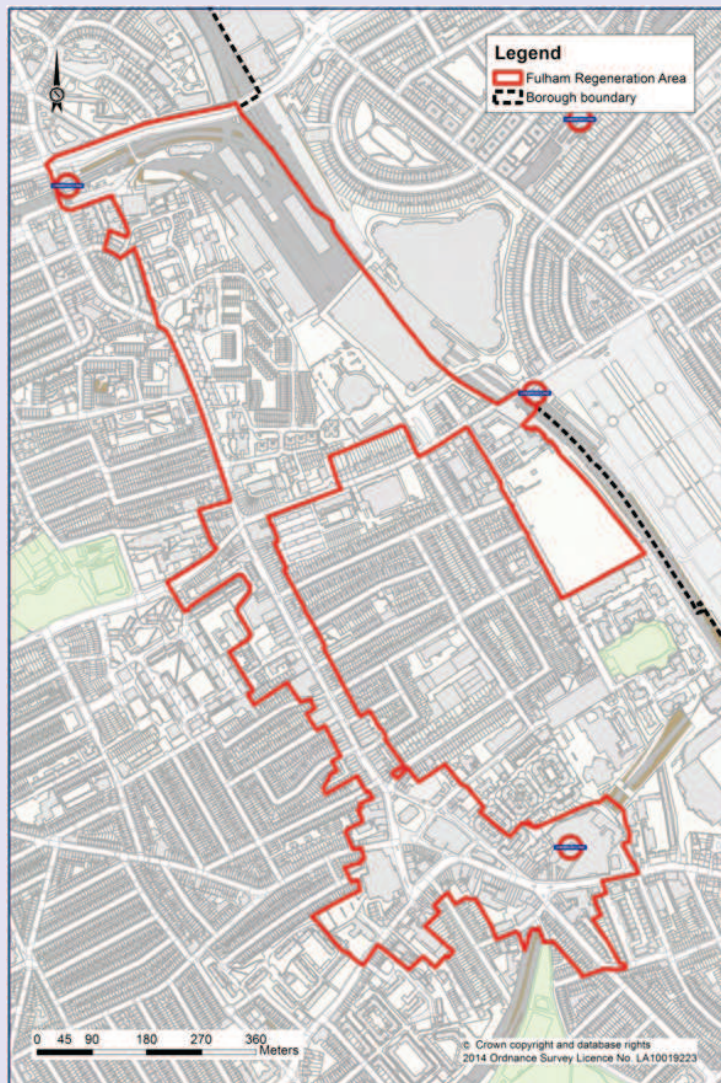 Legend
Fulham Regeneration Area
Borough boundary
0 45 90 180 270 360
Meters
© Crown copyright and database rights
2014 Ordnance Survey Licence No. LA10019223